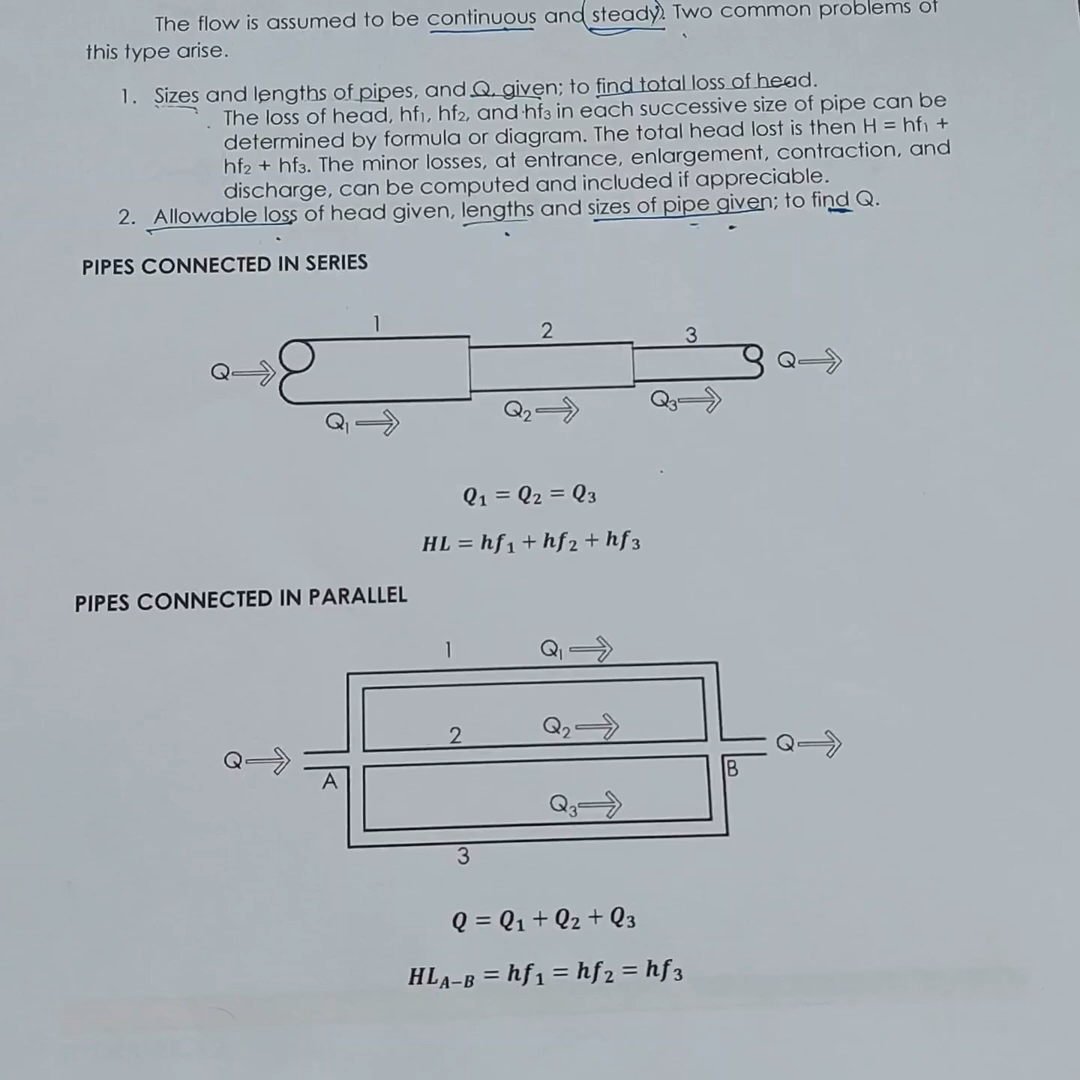 The flow is assumed to be continuous and steady. Two common problems of
this type arise.
1. Sizes and lengths of pipes, and Q, given; to find total loss of head.
The loss of head, hf₁, hf₂, and hf₃ in each successive size of pipe can be
determined by formula or diagram. The total head lost is then H = hf₁ +
hf₂ + hf₃. The minor losses, at entrance, enlargement, contraction, and
discharge, can be computed and included if appreciable.
2. Allowable loss of head given, lengths and sizes of pipe given; to find Q.
PIPES CONNECTED IN SERIES
1
2
3
Q
Q
Q₁
Q₂
Q₃
Q₁ = Q₂ = Q₃
HL = hf₁ + hf₂ + hf₃
PIPES CONNECTED IN PARALLEL
1
Q₁
2
Q₂
Q
Q
A
B
Q₃
3
Q = Q₁ + Q₂ + Q₃
HL_A–B = hf₁ = hf₂ = hf₃